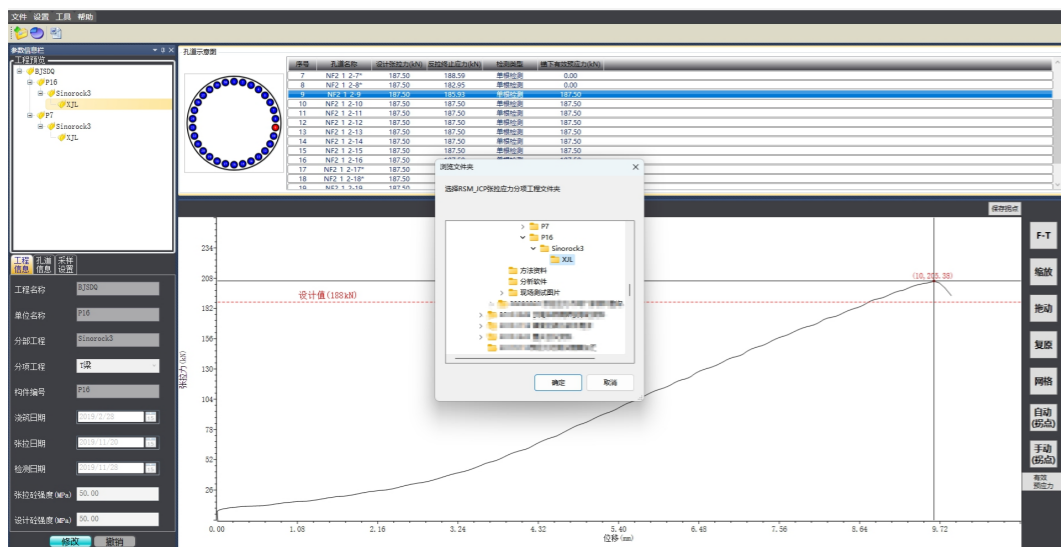 文件 设置 工具 帮助
参数信息栏
工程预览
BJSDQ
P16
Sinorock3
XJL
P7
Sinorock3
XJL
孔道示意图
序号 孔道名称 设计张拉力(kN) 反拉终止应力(kN) 检测类型 锚下有效预应力(kN)
7 NF2 1 2-7* 187.50 188.59 单根检测 0.00
8 NF2 1 2-8* 187.50 182.95 单根检测 0.00
9 NF2 1 2-9 187.50 185.93 单根检测 187.50
10 NF2 1 2-10 187.50 187.50 单根检测 187.50
11 NF2 1 2-11 187.50 187.50 单根检测 187.50
12 NF2 1 2-12 187.50 187.50 单根检测 187.50
13 NF2 1 2-13 187.50 187.50 单根检测 187.50
14 NF2 1 2-14 187.50 187.50 单根检测 187.50
15 NF2 1 2-15 187.50 187.50 单根检测 187.50
16 NF2 1 2-16 187.50 187.50 单根检测 187.50
17 NF2 1 2-17* 187.50
18 NF2 1 2-18* 187.50
19 NF2 1 2-19 187.50
浏览文件夹
选择RSM_JCP张拉应力分项工程文件夹
P7
P16
Sinorock3
XJL
方法资料
分析软件
现场测试图片
确定 取消
保存拐点
F-T
缩放
拖动
复原
网格
自动
(拐点)
手动
(拐点)
有效
预应力
工程信息 孔道信息 采样设置
工程名称 BJSDQ
单位名称 P16
分部工程 Sinorock3
分项工程 T梁
构件编号 P16
浇筑日期 2019/2/28
张拉日期 2019/11/20
检测日期 2019/11/28
张拉砼强度(MPa) 50.00
设计砼强度(MPa) 50.00
修改 撤销
设计值(188kN)
(10,205.38)
张拉力(kN)
234
208
182
156
130
104
78
52
26
0.00 1.08 2.16 3.24 4.32 5.40 6.48 7.56 8.64 9.72
位移(mm)